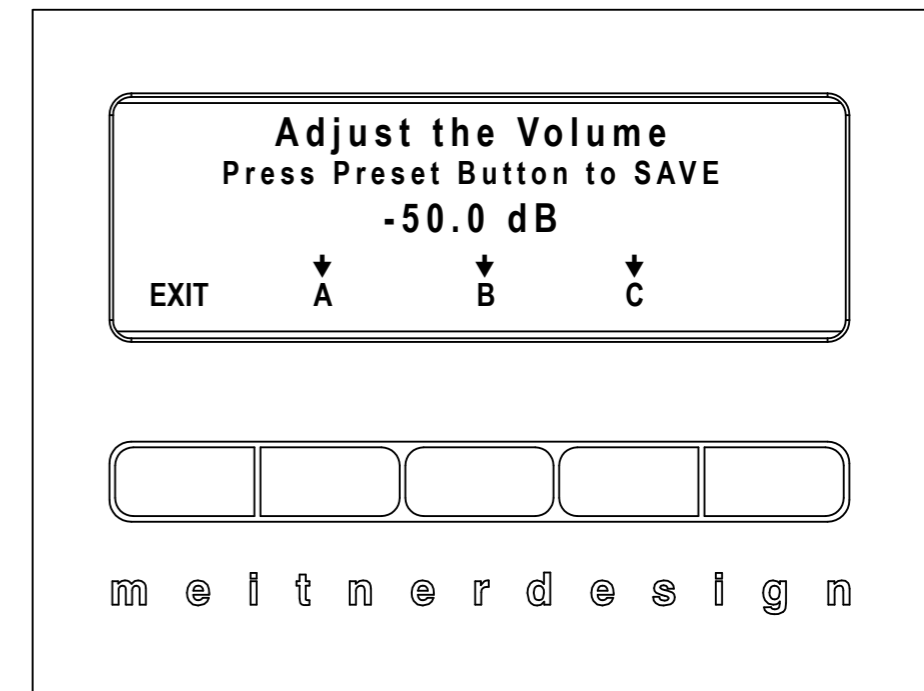 Adjust the Volume
Press Preset Button to SAVE
-50.0 dB
EXIT A B C
meitnerdesign